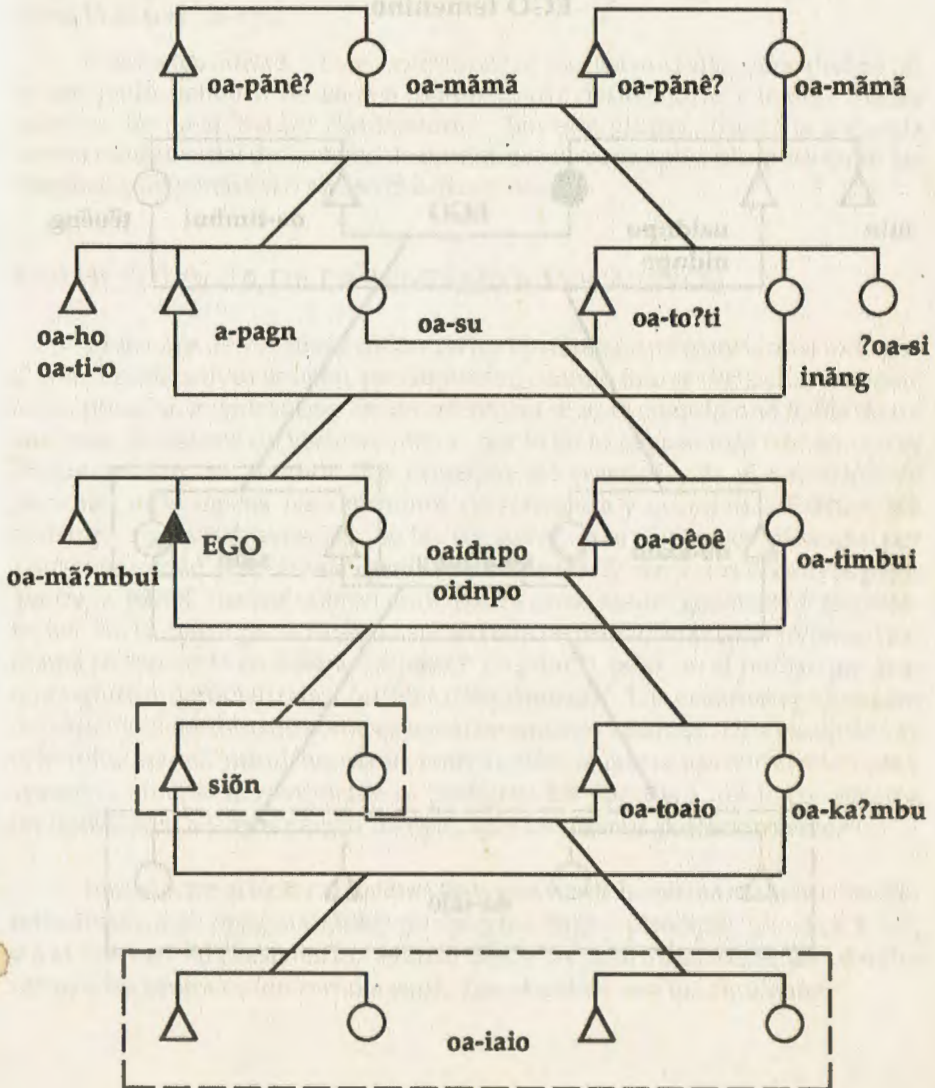 oa-pãnê? oa-mãmã oa-pãnê? oa-mãmã
oa-ho a-pagn oa-su oa-to?ti ?oa-si
oa-ti-o inãng
EGO oaidnpo oa-oêoê
oa-mã?mbui oidnpo oa-timbui
siõn oa-toaio oa-ka?mbu
oa-iaio